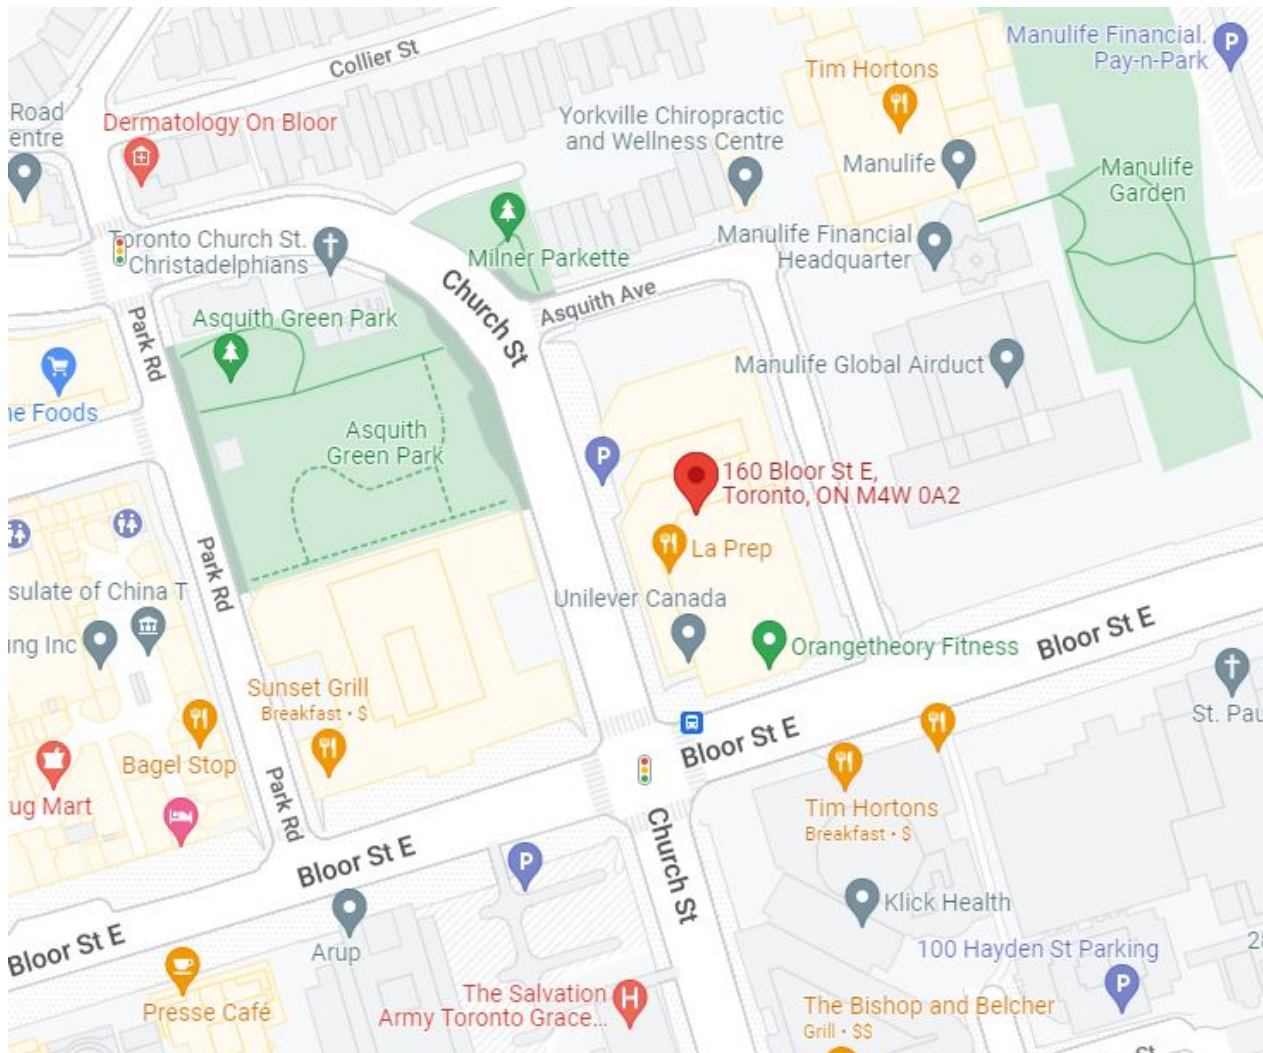 Collier St
Manulife Financial.
Pay-n-Park
P
Tim Hortons
Road
entre
Dermatology On Bloor
Yorkville Chiropractic
and Wellness Centre
Manulife
Manulife
Garden
Toronto Church St.
Christadelphians
Milner Parkette
Manulife Financial
Headquarter
Church St
Asquith Ave
Park Rd
Asquith Green Park
Manulife Global Airduct
ne Foods
Asquith
Green Park
P
160 Bloor St E,
Toronto, ON M4W 0A2
La Prep
Park Rd
sulate of China T
Unilever Canada
ing Inc
Orangetheory Fitness
Bloor St E
Sunset Grill
Breakfast • $
St. Pau
Bagel Stop
Bloor St E
ug Mart
Park Rd
Tim Hortons
Breakfast • $
Church St
Bloor St E
P
Klick Health
Bloor St E
Arup
100 Hayden St Parking
P
Presse Café
The Salvation
Army Toronto Grace...
H
The Bishop and Belcher
Grill • $$
St